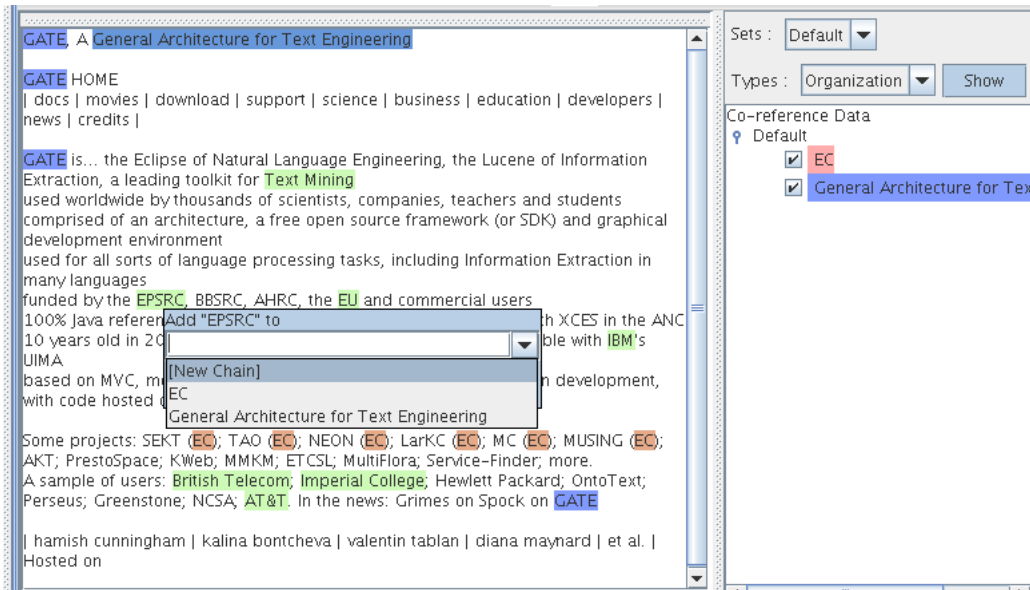 GATE, A General Architecture for Text Engineering
GATE HOME
| docs | movies | download | support | science | business | education | developers |
news | credits |
GATE is... the Eclipse of Natural Language Engineering, the Lucene of Information
Extraction, a leading toolkit for Text Mining
used worldwide by thousands of scientists, companies, teachers and students
comprised of an architecture, a free open source framework (or SDK) and graphical
development environment
used for all sorts of language processing tasks, including Information Extraction in
many languages
funded by the EPSRC, BBSRC, AHRC, the EU and commercial users
100% Java h XCES in the ANC
10 years old in ble with IBM's
UIMA
based on MVC, n development,
with code hosted
Add "EPSRC" to
[New Chain]
EC
General Architecture for Text Engineering
Some projects: SEKT (EC); TAO (EC); NEON (EC); LarKC (EC); MC (EC); MUSING (EC);
AKT; PrestoSpace; KWeb; MMKM; ETCSL; MultiFlora; Service-Finder; more.
A sample of users: British Telecom; Imperial College; Hewlett Packard; OntoText;
Perseus; Greenstone; NCSA; AT&T. In the news: Grimes on Spock on GATE
| hamish cunningham | kalina bontcheva | valentin tablan | diana maynard | et al. |
Hosted on
Sets : Default
Types : Organization Show
Co-reference Data
Default
EC
General Architecture for Tex